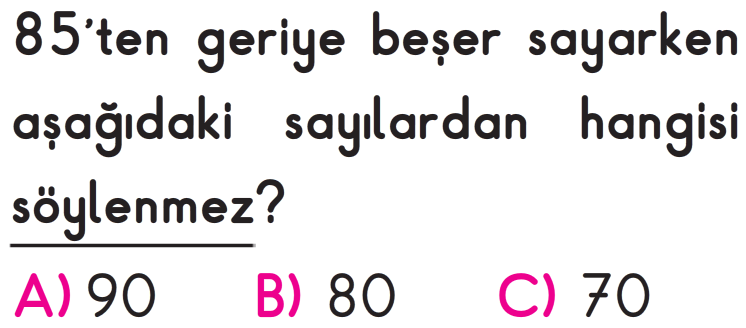 85'ten geriye beşer sayarken
aşağıdaki sayılardan hangisi
söylenmez?
A) 90 B) 80 C) 70